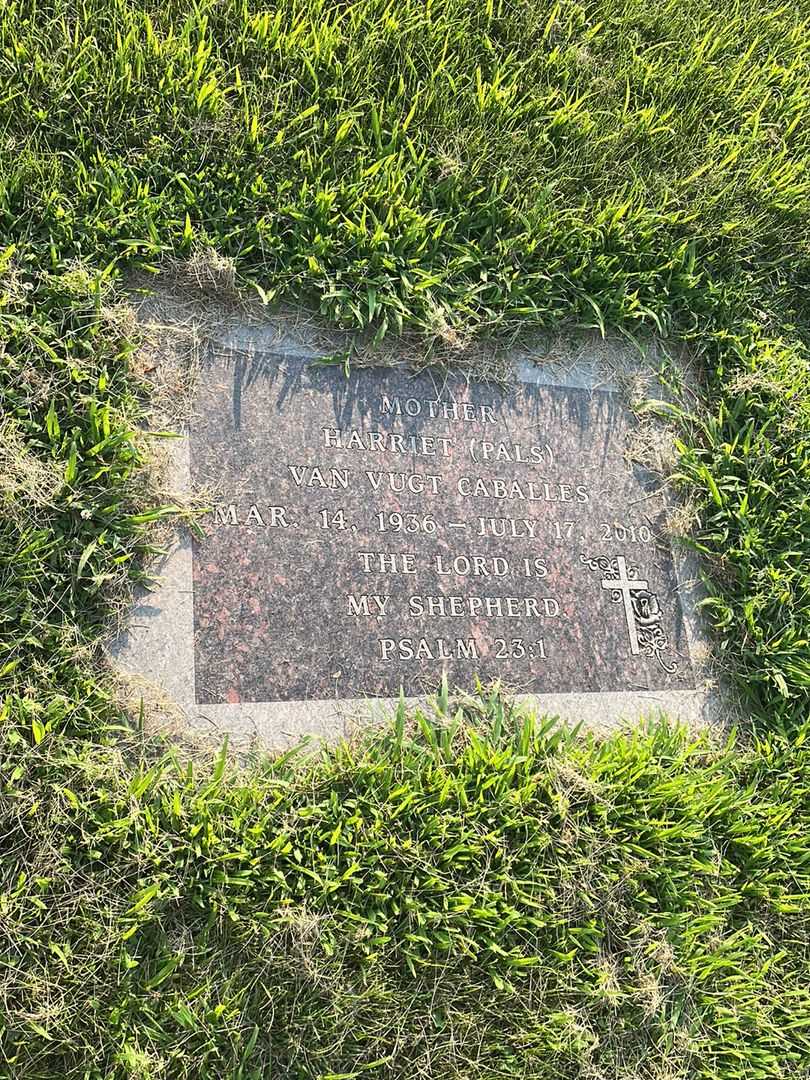 MOTHER
HARRIET (PALS)
VAN VUGT CABALLES
MAR. 14, 1936 – JULY 17, 2010
THE LORD IS
MY SHEPHERD.
PSALM 23:1